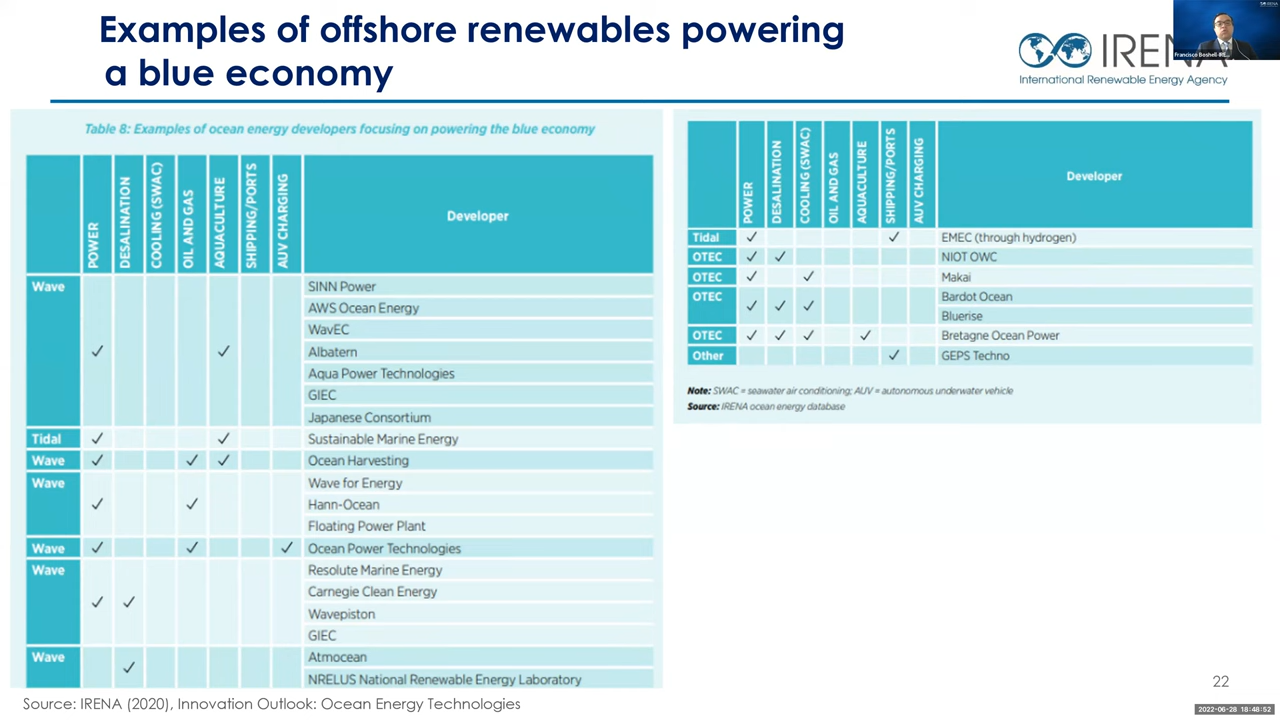 Examples of offshore renewables powering
a blue economy
IRENA
International Renewable Energy Agency
Francisco Boshell
Table 8: Examples of ocean energy developers focusing on powering the blue economy
POWER
DESALINATION
COOLING (SWAC)
OIL AND GAS
AQUACULTURE
SHIPPING/PORTS
AUV CHARGING
Developer
Wave
✓ ✓
SINN Power
AWS Ocean Energy
WavEC
Albatern
Aqua Power Technologies
GIEC
Japanese Consortium
Tidal ✓ ✓ Sustainable Marine Energy
Wave ✓ ✓ ✓ Ocean Harvesting
Wave
✓ ✓
Wave for Energy
Hann-Ocean
Floating Power Plant
Wave ✓ ✓ ✓ Ocean Power Technologies
Wave
✓ ✓
Resolute Marine Energy
Carnegie Clean Energy
Wavepiston
GIEC
Wave
✓
Atmocean
NRELUS National Renewable Energy Laboratory
POWER
DESALINATION
COOLING (SWAC)
OIL AND GAS
AQUACULTURE
SHIPPING/PORTS
AUV CHARGING
Developer
Tidal ✓ ✓ EMEC (through hydrogen)
OTEC ✓ ✓ NIOT OWC
OTEC ✓ ✓ Makai
OTEC ✓ ✓ ✓ Bardot Ocean
Bluerise
OTEC ✓ ✓ ✓ ✓ Bretagne Ocean Power
Other ✓ GEPS Techno
Note: SWAC = seawater air conditioning; AUV = autonomous underwater vehicle
Source: IRENA ocean energy database
22
Source: IRENA (2020), Innovation Outlook: Ocean Energy Technologies
2022-06-28 18:48:52